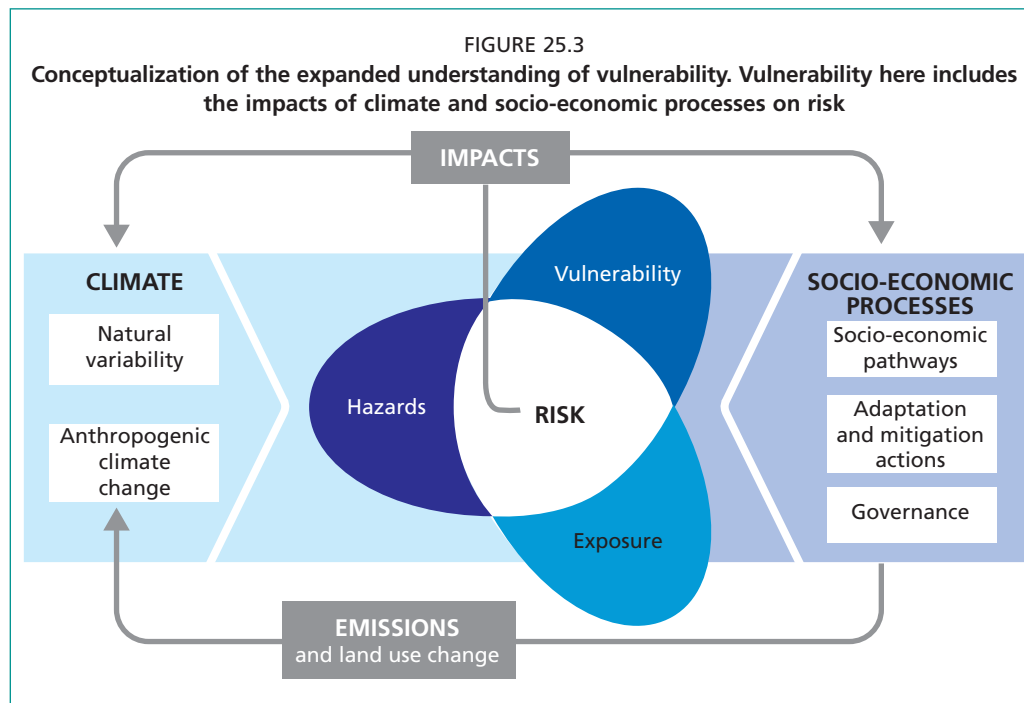 FIGURE 25.3
Conceptualization of the expanded understanding of vulnerability. Vulnerability here includes
the impacts of climate and socio-economic processes on risk
IMPACTS
CLIMATE
Natural
variability
Anthropogenic
climate
change
Hazards
Vulnerability
RISK
Exposure
SOCIO-ECONOMIC
PROCESSES
Socio-economic
pathways
Adaptation
and mitigation
actions
Governance
EMISSIONS
and land use change